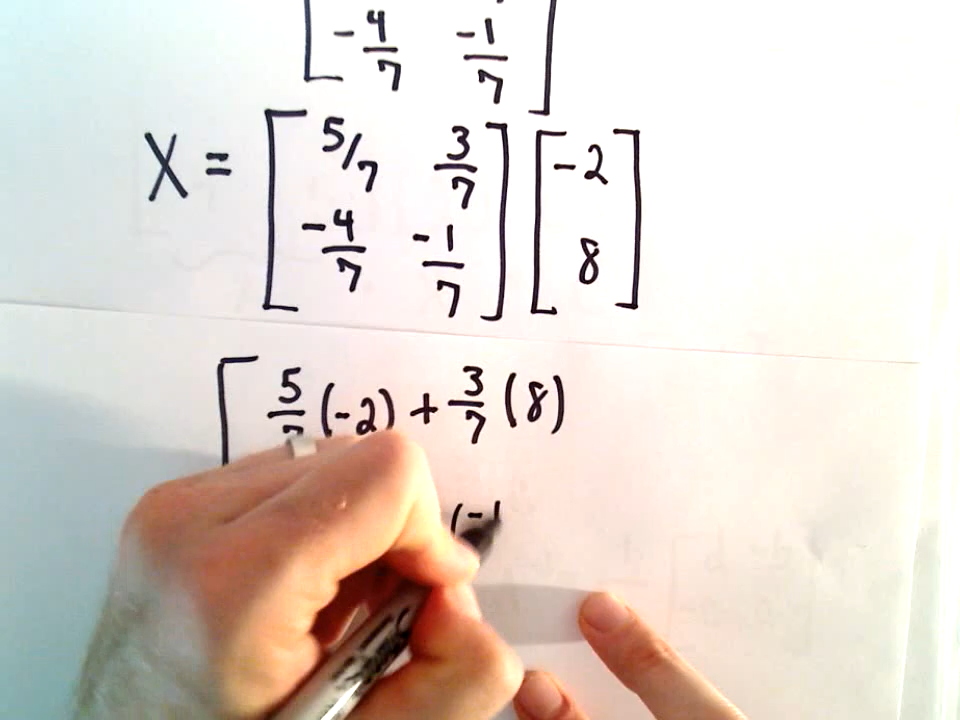 -4/7 -1/7
X = [ 5/7 3/7 ] [ -2 ]
[ -4/7 -1/7 ] [ 8 ]
[ 5/7 (-2) + 3/7 (8)
(-1